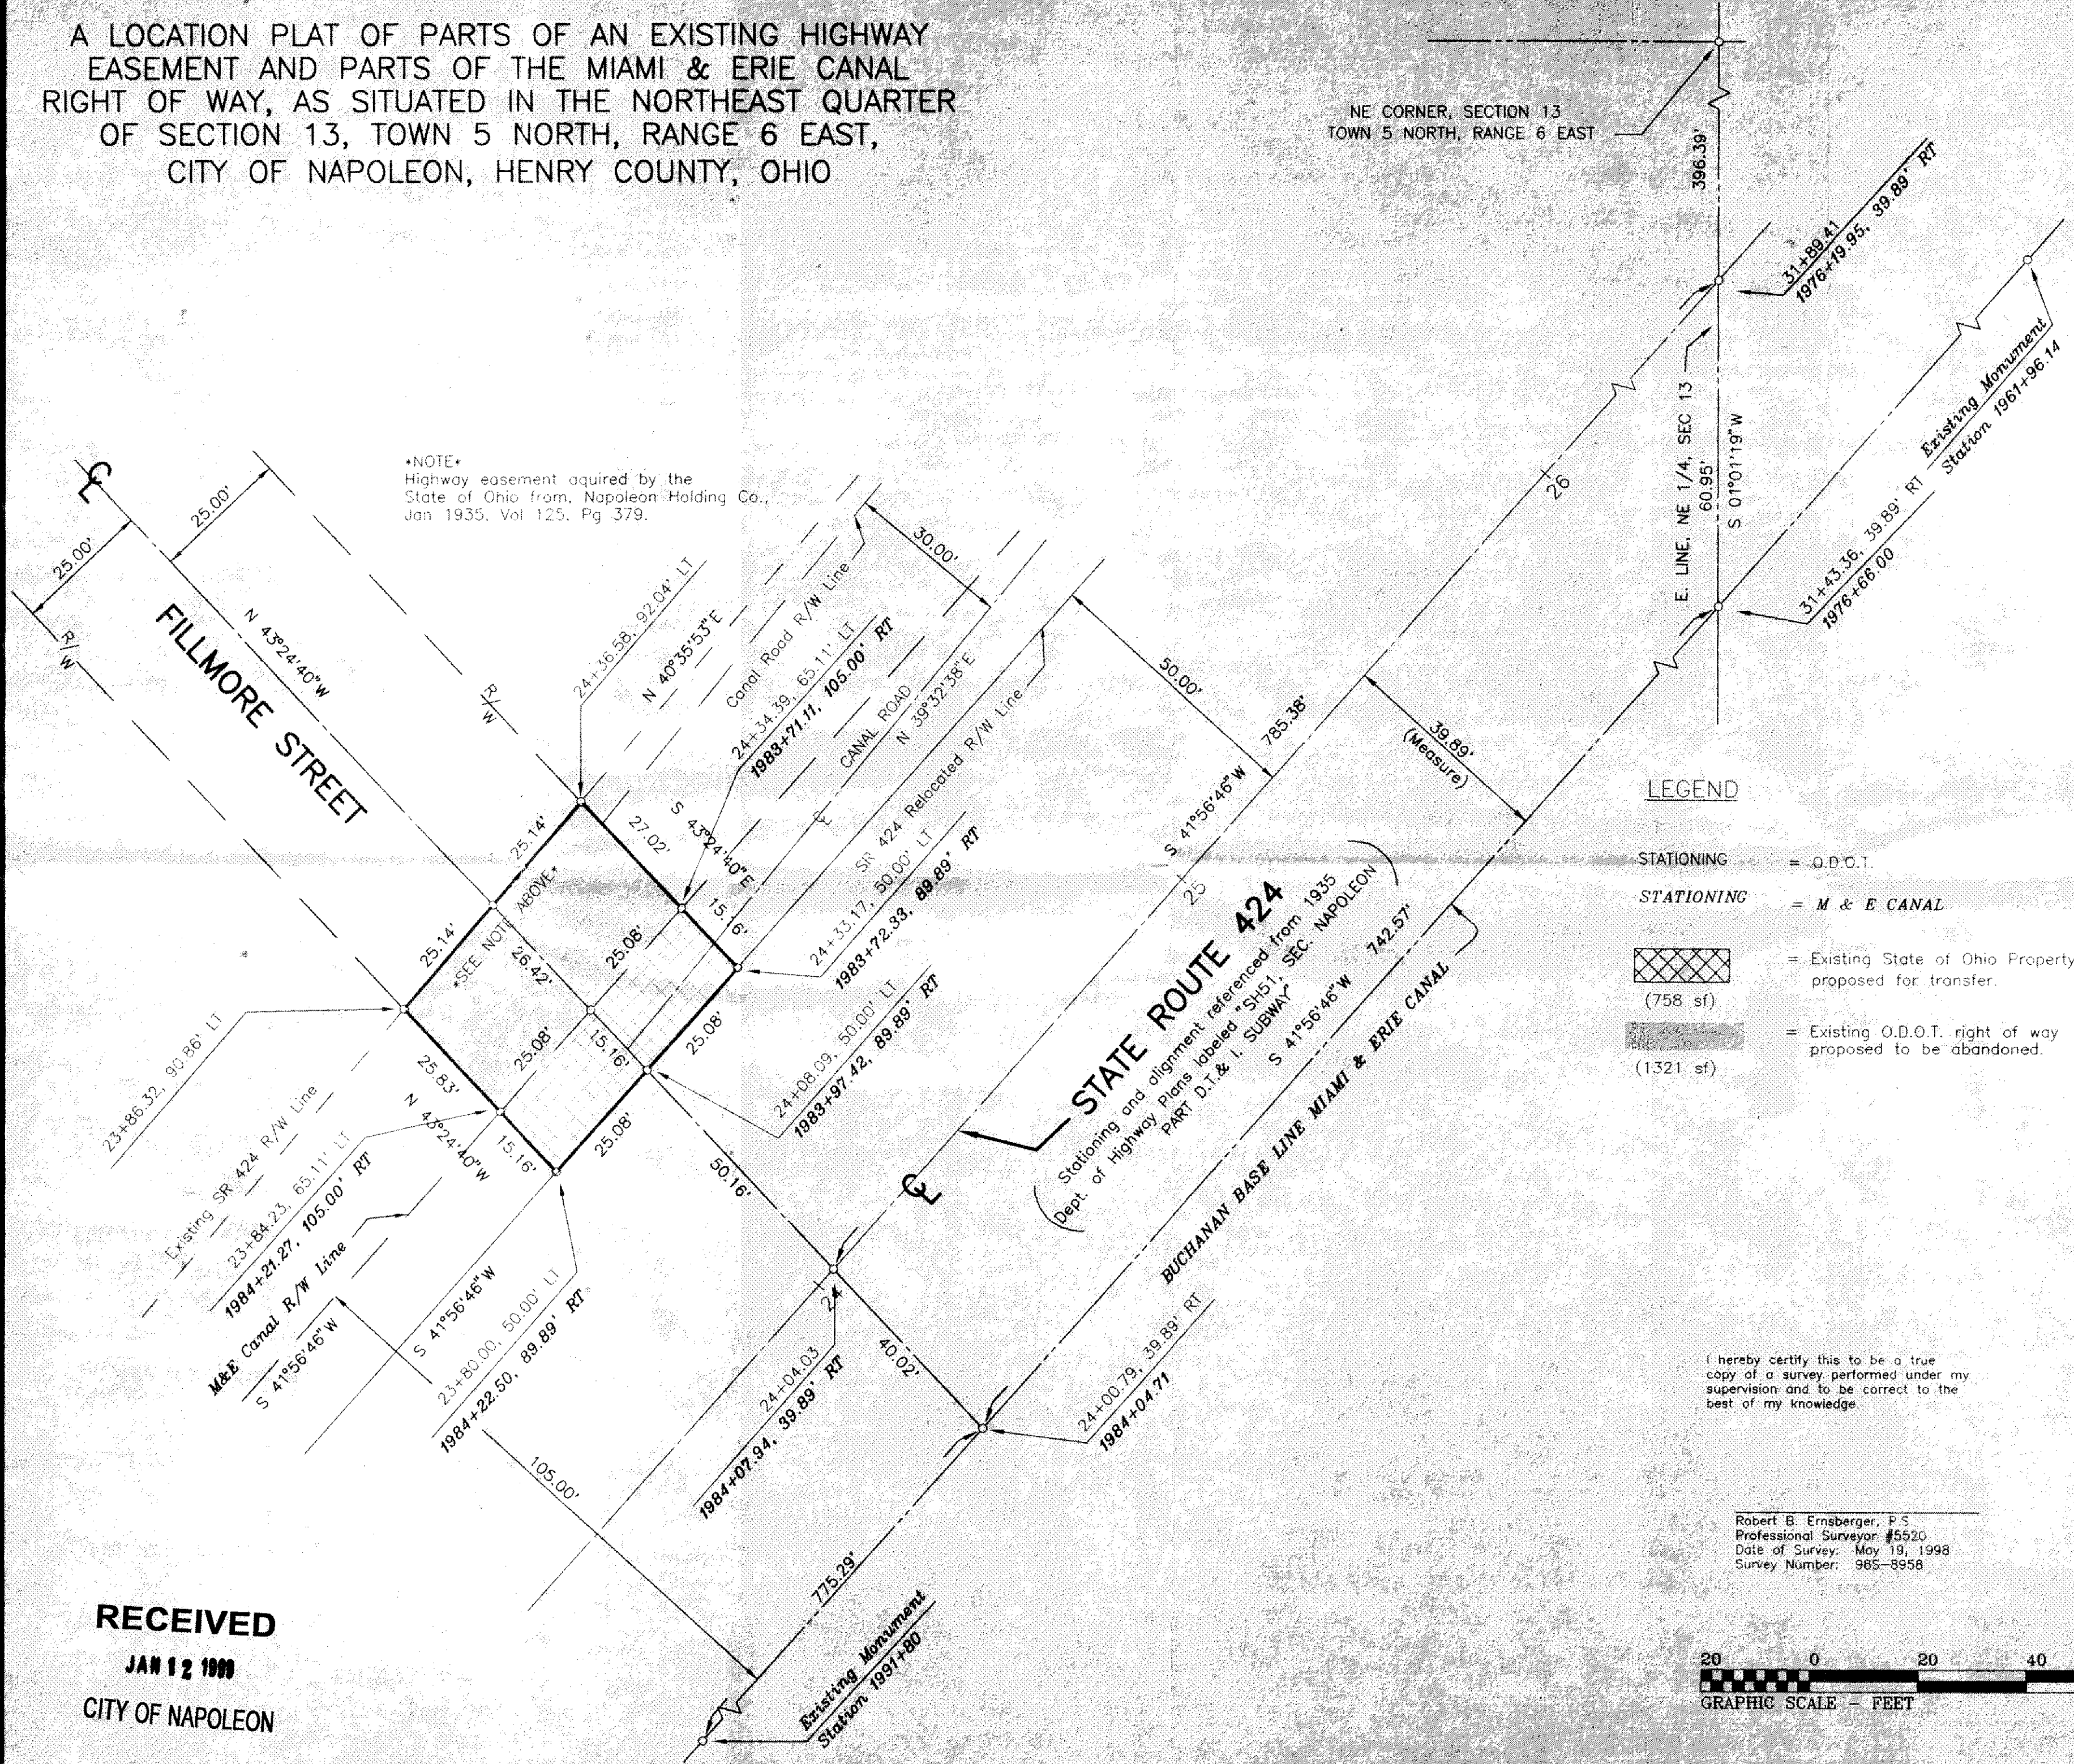 A LOCATION PLAT OF PARTS OF AN EXISTING HIGHWAY
EASEMENT AND PARTS OF THE MIAMI & ERIE CANAL
RIGHT OF WAY, AS SITUATED IN THE NORTHEAST QUARTER
OF SECTION 13, TOWN 5 NORTH, RANGE 6 EAST,
CITY OF NAPOLEON, HENRY COUNTY, OHIO
NE CORNER, SECTION 13
TOWN 5 NORTH, RANGE 6 EAST
396.39'
31+89.41
1976+19.95, 39.89' RT
E. LINE, NE 1/4, SEC 13
60.95'
S 01°01'19"W
Existing Monument
Station 1961+96.14
31+43.36, 39.89' RT
1976+66.00
26
*NOTE*
Highway easement aquired by the
State of Ohio from, Napoleon Holding Co.,
Jan 1935, Vol 125, Pg 379.
CL
25.00'
25.00'
R/W
N 43°24'40"W
FILLMORE STREET
R/W
24+36.58, 92.04' LT
N 40°35'53"E
Canal Road R/W Line
30.00'
24+34.39, 65.11' LT
1983+71.11, 105.00' RT
CANAL ROAD
CL
N 39°32'38"E
SR 424 Relocated R/W Line
50.00'
785.38'
S 41°56'46"W
25
39.89'
(Measure)
24+33.17, 50.00' LT
1983+72.33, 89.89' RT
S 43°24'40"E
27.02'
15.16'
25.14'
25.14'
*SEE NOTE ABOVE*
26.42'
25.08'
25.08'
15.16'
25.08'
25.08'
25.83'
15.16'
N 43°24'40"W
24+08.09, 50.00' LT
1983+97.42, 89.89' RT
23+86.32, 90.86' LT
Existing SR 424 R/W Line
23+84.23, 65.11' LT
1984+21.27, 105.00' RT
M&E Canal R/W Line
S 41°56'46"W
S 41°56'46"W
23+80.00, 50.00' LT
1984+22.50, 89.89' RT
50.16'
CL
STATE ROUTE 424
(Stationing and alignment referenced from 1935
Dept. of Highway Plans labeled "SH51, SEC. NAPOLEON
PART D.T.& I. SUBWAY")
S 41°56'46"W 742.57'
BUCHANAN BASE LINE MIAMI & ERIE CANAL
24
24+04.03
1984+07.94, 39.89' RT
40.02'
24+00.79, 39.89' RT
1984+04.71
105.00'
775.29'
Existing Monument
Station 1991+80
LEGEND
STATIONING = O.D.O.T.
STATIONING = M & E CANAL
= Existing State of Ohio Property
proposed for transfer.
(758 sf)
= Existing O.D.O.T. right of way
proposed to be abandoned.
(1321 sf)
I hereby certify this to be a true
copy of a survey performed under my
supervision and to be correct to the
best of my knowledge.
Robert B. Ernsberger, P.S.
Professional Surveyor #5520
Date of Survey: May 19, 1998
Survey Number: 98S-8958
20 0 20 40
GRAPHIC SCALE - FEET
RECEIVED
JAN 12 1999
CITY OF NAPOLEON